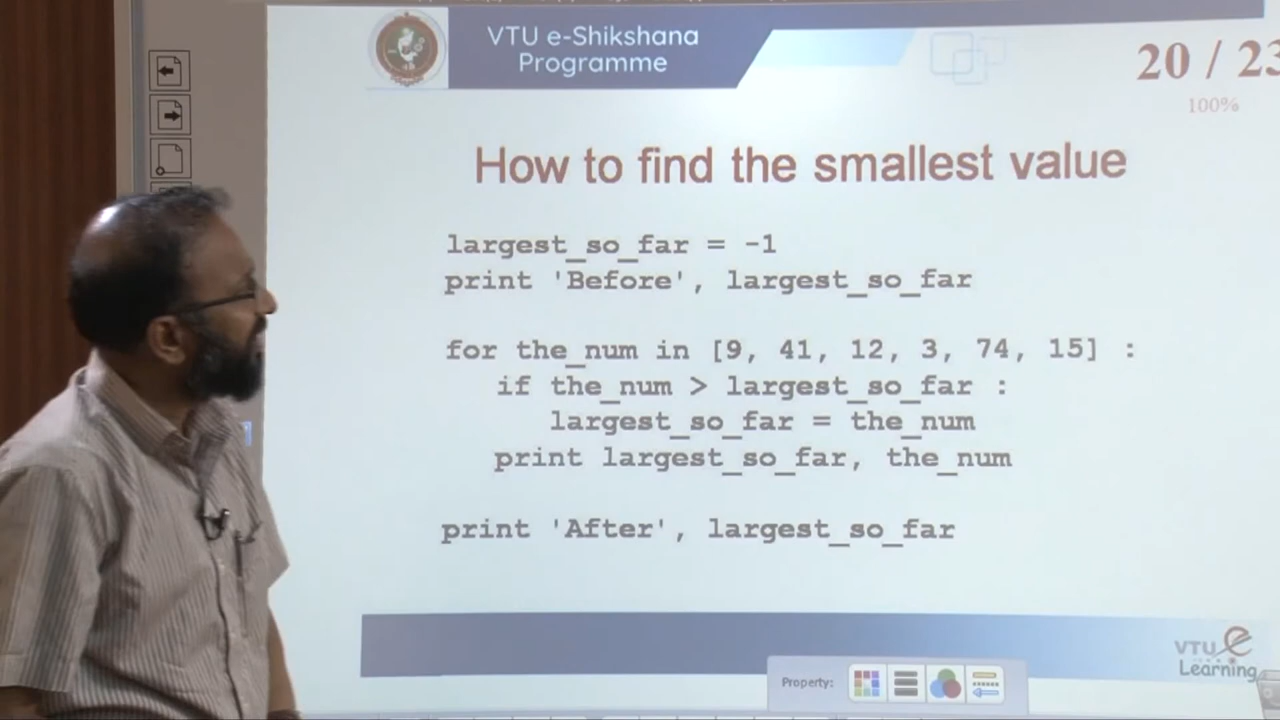 VTU e-Shikshana
Programme
20 / 23
100%
How to find the smallest value
largest_so_far = -1
print 'Before', largest_so_far
for the_num in [9, 41, 12, 3, 74, 15] :
if the_num > largest_so_far :
largest_so_far = the_num
print largest_so_far, the_num
print 'After', largest_so_far
VTU e
Learning
Property: